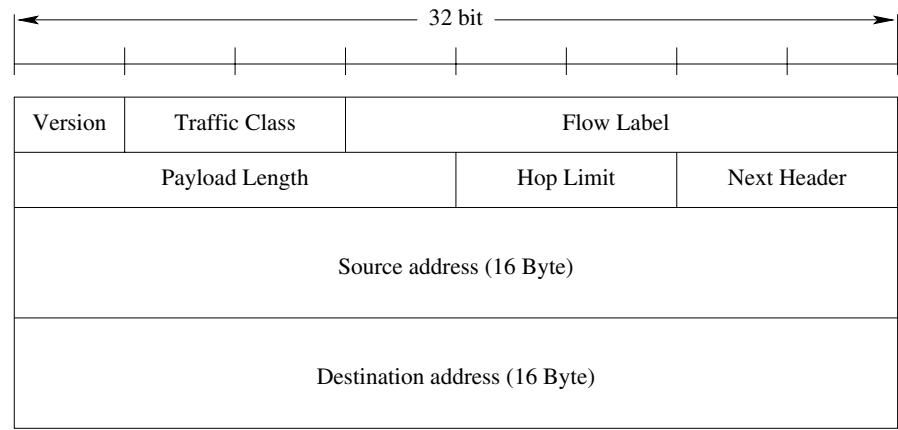 32 bit
Version Traffic Class Flow Label
Payload Length Hop Limit Next Header
Source address (16 Byte)
Destination address (16 Byte)